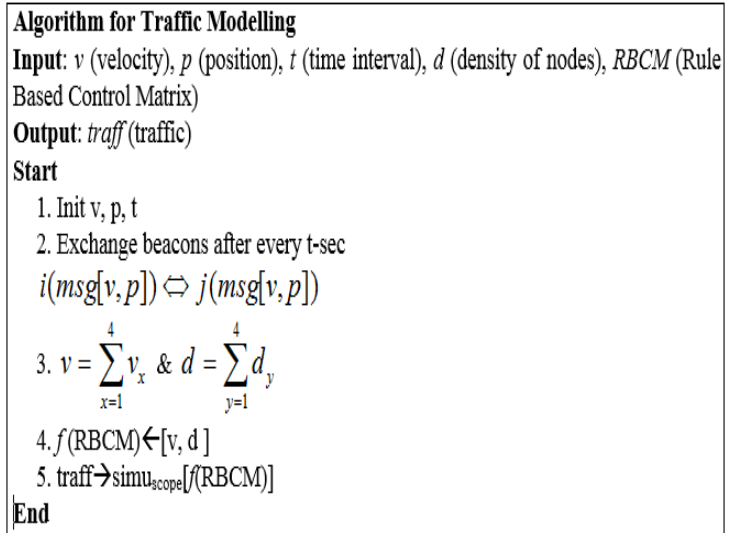 Algorithm for Traffic Modelling
Input: v (velocity), p (position), t (time interval), d (density of nodes), RBCM (Rule
Based Control Matrix)
Output: traff (traffic)
Start
1. Init v, p, t
2. Exchange beacons after every t-sec
i(msg[v, p]) ⇔ j(msg[v, p])
3. v = ∑_{x=1}^{4} v_x & d = ∑_{y=1}^{4} d_y
4. f (RBCM)←[v, d ]
5. traff→simu_{scope}[f(RBCM)]
End